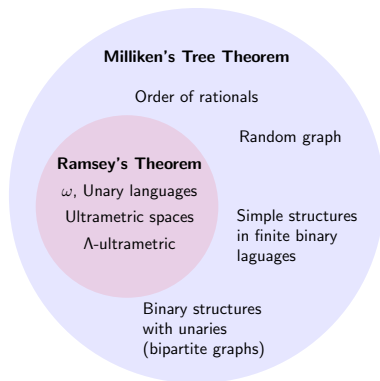 Milliken's Tree Theorem
Order of rationals
Random graph
Ramsey's Theorem
ω, Unary languages
Ultrametric spaces
Λ-ultrametric
Simple structures
in finite binary
laguages
Binary structures
with unaries
(bipartite graphs)